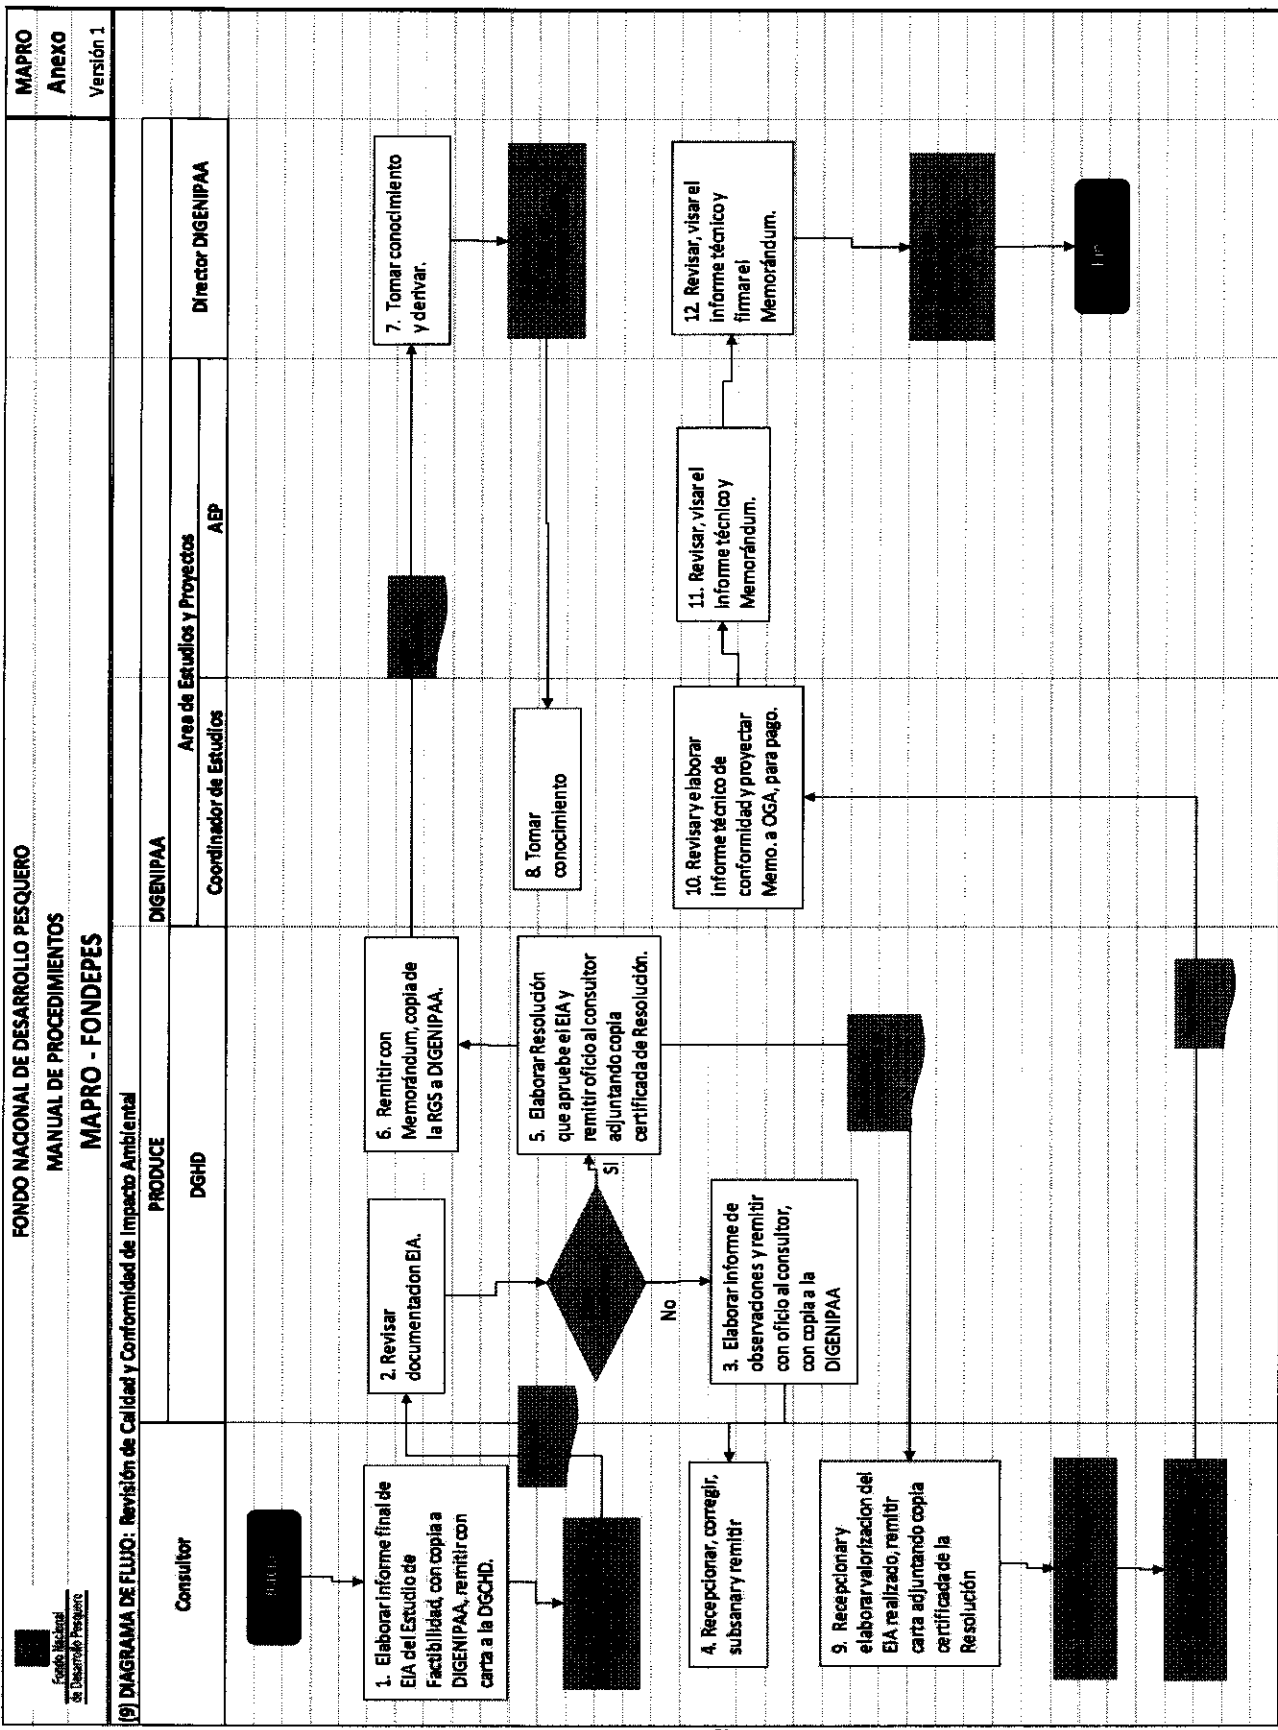 FONDO NACIONAL DE DESARROLLO PESQUERO
MANUAL DE PROCEDIMIENTOS
MAPRO - FONDEPES
MAPRO
Anexo
Versión 1
Fondo Nacional
de Desarrollo Pesquero
(9) DIAGRAMA DE FLUJO: Revisión de Calidad y Conformidad de Impacto Ambiental
Consultor
PRODUCE
DGHD
DIGENIPAA
Area de Estudios y Proyectos
Coordinador de Estudios
AEP
Director DIGENIPAA
1. Elaborar informe final de
EIA del Estudio de
Factibilidad, con copia a
DIGENIPAA, remitir con
carta a la DGCHD.
2. Revisar
documentacion EIA.
SI
No
3. Elaborar Informe de
observaciones y remitir
con oficio al consultor,
con copia a la
DIGENIPAA
4. Recepcionar, corregir,
subsanar y remitir
5. Elaborar Resolución
que apruebe el EIA y
remitir oficio al consultor
adjuntando copia
certificada de Resolución.
6. Remitir con
Memorándum, copia de
la RGS a DIGENIPAA.
7. Tomar conocimiento
y derivar.
8. Tomar
conocimiento
9. Recepcionar y
elaborar valorizacion del
EIA realizado, remitir
carta adjuntando copia
certificada de la
Resolución
10. Revisar y elaborar
informe técnico de
conformidad y proyectar
Memo. a OGA, para pago.
11. Revisar, visar el
informe técnico y
Memorándum.
12. Revisar, visar el
informe técnico y
firmar el
Memorándum.
Fin